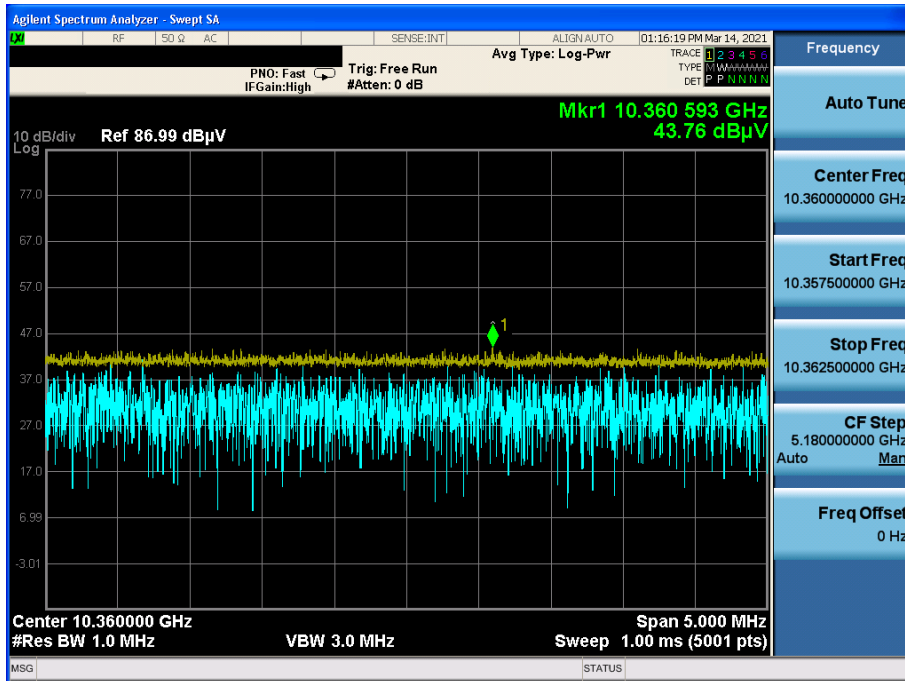 Agilent Spectrum Analyzer - Swept SA
LXI RF 50 Ω AC SENSE:INT ALIGN AUTO 01:16:19 PM Mar 14, 2021
Frequency
Avg Type: Log-Pwr
TRACE 1 2 3 4 5 6
PNO: Fast Trig: Free Run
TYPE M W W W W W
IFGain:High #Atten: 0 dB
DET P P N N N N
Auto Tune
Mkr1 10.360 593 GHz
43.76 dBµV
10 dB/div Ref 86.99 dBµV
Log
77.0
67.0
57.0
47.0
37.0
27.0
17.0
6.99
-3.01
1
Center Freq
10.360000000 GHz
Start Freq
10.357500000 GHz
Stop Freq
10.362500000 GHz
CF Step
5.180000000 GHz
Auto Man
Freq Offset
0 Hz
Center 10.360000 GHz Span 5.000 MHz
#Res BW 1.0 MHz VBW 3.0 MHz Sweep 1.00 ms (5001 pts)
MSG STATUS